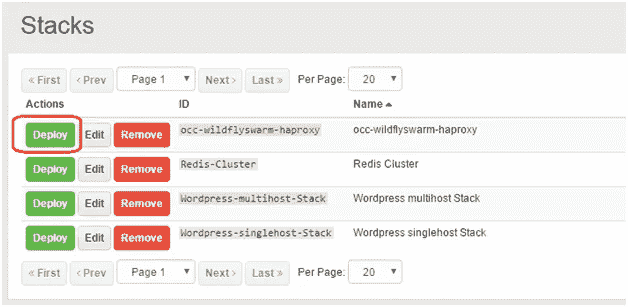 Stacks
« First ‹ Prev Page 1 Next › Last » Per Page: 20
Actions ID Name
Deploy Edit Remove occ-wildflyswarm-haproxy occ-wildflyswarm-haproxy
Deploy Edit Remove Redis-Cluster Redis Cluster
Deploy Edit Remove Wordpress-multihost-Stack Wordpress multihost Stack
Deploy Edit Remove Wordpress-singlehost-Stack Wordpress singlehost Stack
« First ‹ Prev Page 1 Next › Last » Per Page: 20